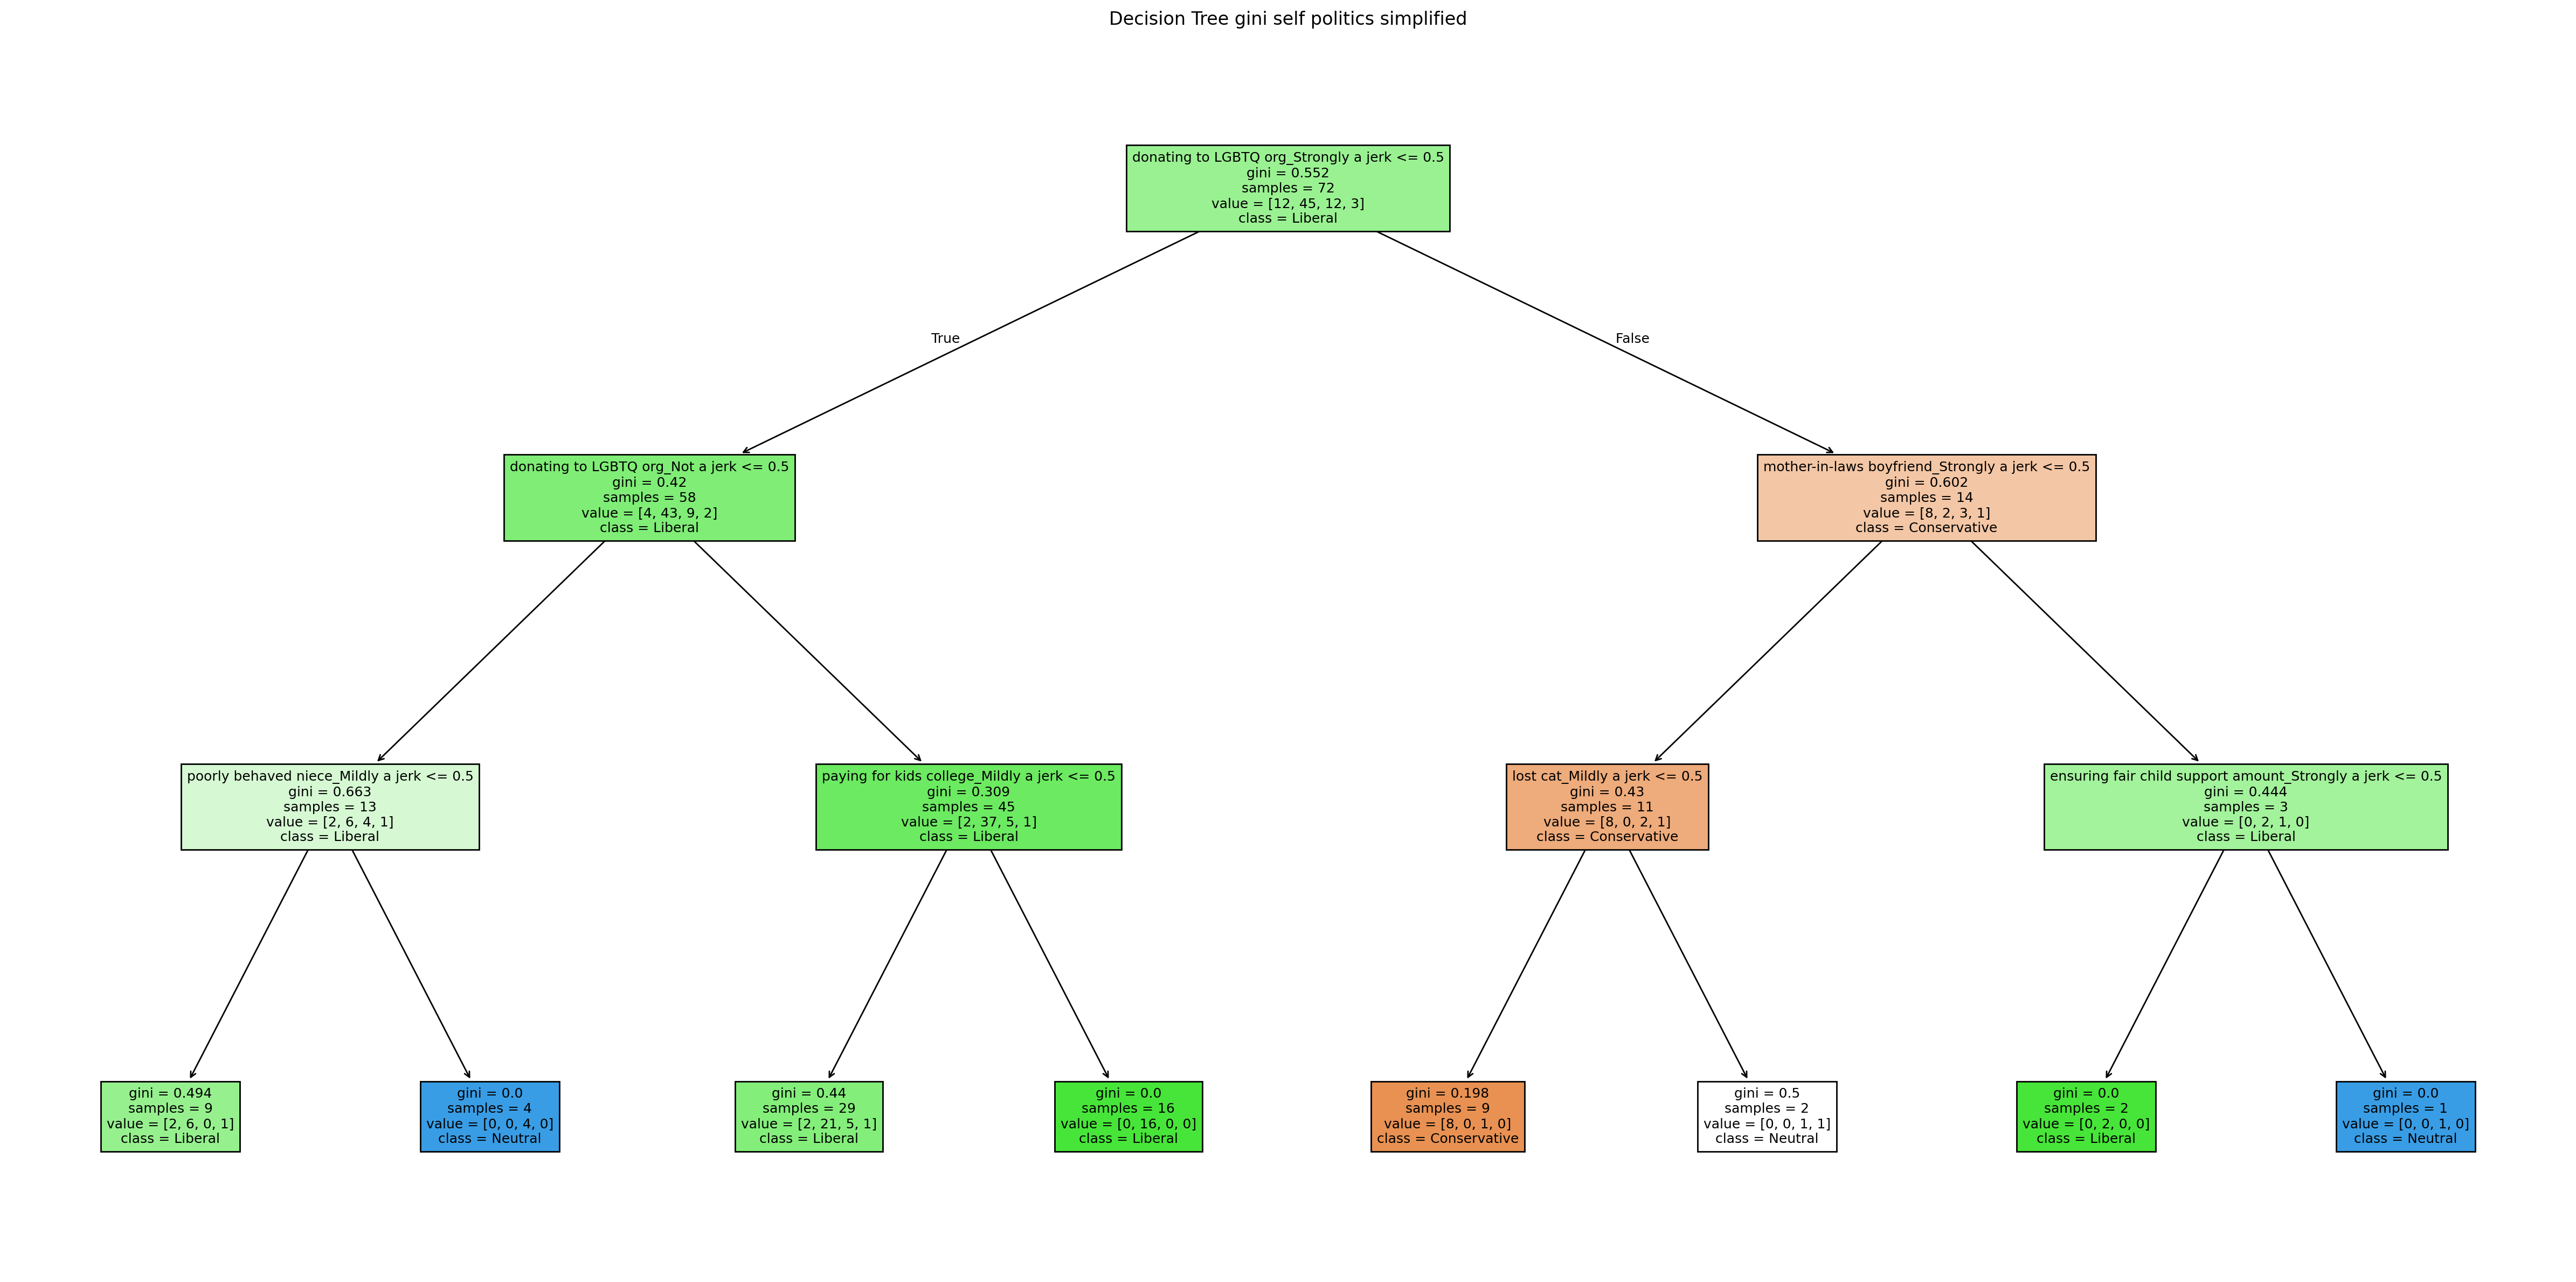 Decision Tree gini self politics simplified
donating to LGBTQ org_Strongly a jerk <= 0.5
gini = 0.552
samples = 72
value = [12, 45, 12, 3]
class = Liberal
True
False
donating to LGBTQ org_Not a jerk <= 0.5
gini = 0.42
samples = 58
value = [4, 43, 9, 2]
class = Liberal
mother-in-laws boyfriend_Strongly a jerk <= 0.5
gini = 0.602
samples = 14
value = [8, 2, 3, 1]
class = Conservative
poorly behaved niece_Mildly a jerk <= 0.5
gini = 0.663
samples = 13
value = [2, 6, 4, 1]
class = Liberal
paying for kids college_Mildly a jerk <= 0.5
gini = 0.309
samples = 45
value = [2, 37, 5, 1]
class = Liberal
lost cat_Mildly a jerk <= 0.5
gini = 0.43
samples = 11
value = [8, 0, 2, 1]
class = Conservative
ensuring fair child support amount_Strongly a jerk <= 0.5
gini = 0.444
samples = 3
value = [0, 2, 1, 0]
class = Liberal
gini = 0.494
samples = 9
value = [2, 6, 0, 1]
class = Liberal
gini = 0.0
samples = 4
value = [0, 0, 4, 0]
class = Neutral
gini = 0.44
samples = 29
value = [2, 21, 5, 1]
class = Liberal
gini = 0.0
samples = 16
value = [0, 16, 0, 0]
class = Liberal
gini = 0.198
samples = 9
value = [8, 0, 1, 0]
class = Conservative
gini = 0.5
samples = 2
value = [0, 0, 1, 1]
class = Neutral
gini = 0.0
samples = 2
value = [0, 2, 0, 0]
class = Liberal
gini = 0.0
samples = 1
value = [0, 0, 1, 0]
class = Neutral